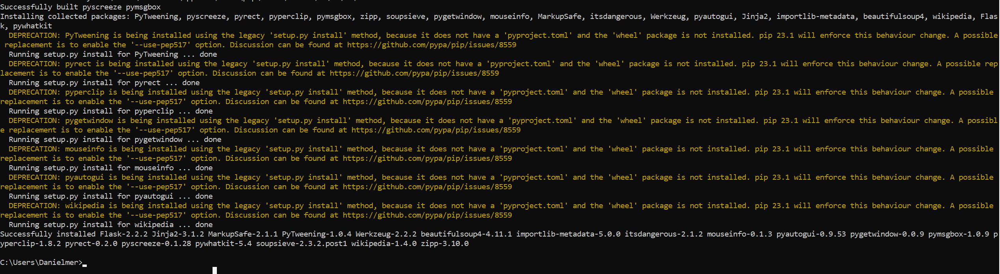 Successfully built pyscreeze pymsgbox
Installing collected packages: PyTweening, pyscreeze, pyrect, pyperclip, pymsgbox, zipp, soupsieve, pygetwindow, mouseinfo, MarkupSafe, itsdangerous, Werkzeug, pyautogui, Jinja2, importlib-metadata, beautifulsoup4, wikipedia, Flas
k, pywhatkit
  DEPRECATION: PyTweening is being installed using the legacy 'setup.py install' method, because it does not have a 'pyproject.toml' and the 'wheel' package is not installed. pip 23.1 will enforce this behaviour change. A possible
 replacement is to enable the '--use-pep517' option. Discussion can be found at https://github.com/pypa/pip/issues/8559
  Running setup.py install for PyTweening ... done
  DEPRECATION: pyrect is being installed using the legacy 'setup.py install' method, because it does not have a 'pyproject.toml' and the 'wheel' package is not installed. pip 23.1 will enforce this behaviour change. A possible rep
lacement is to enable the '--use-pep517' option. Discussion can be found at https://github.com/pypa/pip/issues/8559
  Running setup.py install for pyrect ... done
  DEPRECATION: pyperclip is being installed using the legacy 'setup.py install' method, because it does not have a 'pyproject.toml' and the 'wheel' package is not installed. pip 23.1 will enforce this behaviour change. A possible
replacement is to enable the '--use-pep517' option. Discussion can be found at https://github.com/pypa/pip/issues/8559
  Running setup.py install for pyperclip ... done
  DEPRECATION: pygetwindow is being installed using the legacy 'setup.py install' method, because it does not have a 'pyproject.toml' and the 'wheel' package is not installed. pip 23.1 will enforce this behaviour change. A possibl
e replacement is to enable the '--use-pep517' option. Discussion can be found at https://github.com/pypa/pip/issues/8559
  Running setup.py install for pygetwindow ... done
  DEPRECATION: mouseinfo is being installed using the legacy 'setup.py install' method, because it does not have a 'pyproject.toml' and the 'wheel' package is not installed. pip 23.1 will enforce this behaviour change. A possible
replacement is to enable the '--use-pep517' option. Discussion can be found at https://github.com/pypa/pip/issues/8559
  Running setup.py install for mouseinfo ... done
  DEPRECATION: pyautogui is being installed using the legacy 'setup.py install' method, because it does not have a 'pyproject.toml' and the 'wheel' package is not installed. pip 23.1 will enforce this behaviour change. A possible
replacement is to enable the '--use-pep517' option. Discussion can be found at https://github.com/pypa/pip/issues/8559
  Running setup.py install for pyautogui ... done
  DEPRECATION: wikipedia is being installed using the legacy 'setup.py install' method, because it does not have a 'pyproject.toml' and the 'wheel' package is not installed. pip 23.1 will enforce this behaviour change. A possible
replacement is to enable the '--use-pep517' option. Discussion can be found at https://github.com/pypa/pip/issues/8559
  Running setup.py install for wikipedia ... done
Successfully installed Flask-2.2.2 Jinja2-3.1.2 MarkupSafe-2.1.1 PyTweening-1.0.4 Werkzeug-2.2.2 beautifulsoup4-4.11.1 importlib-metadata-5.0.0 itsdangerous-2.1.2 mouseinfo-0.1.3 pyautogui-0.9.53 pygetwindow-0.0.9 pymsgbox-1.0.9 p
yperclip-1.8.2 pyrect-0.2.0 pyscreeze-0.1.28 pywhatkit-5.4 soupsieve-2.3.2.post1 wikipedia-1.4.0 zipp-3.10.0
C:\Users\Danielmer>